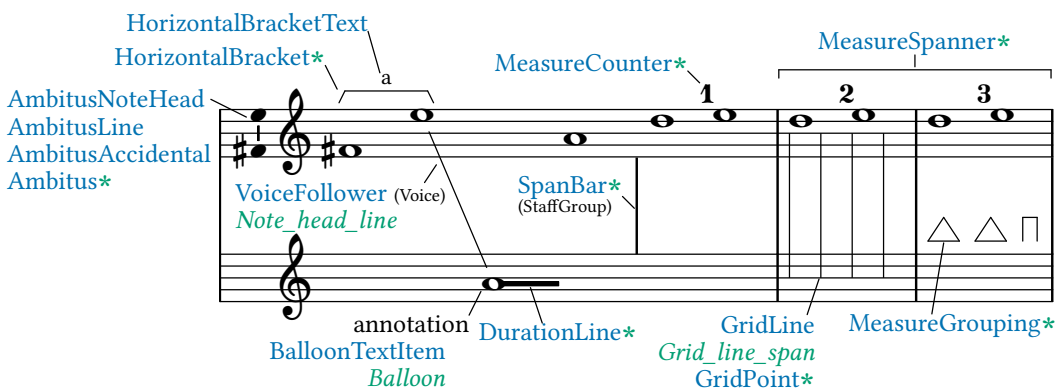 HorizontalBracketText
HorizontalBracket*
a
MeasureCounter*
MeasureSpanner*
AmbitusNoteHead
AmbitusLine
AmbitusAccidental
Ambitus*
1
2
3
VoiceFollower (Voice)
Note_head_line
SpanBar*
(StaffGroup)
annotation
BalloonTextItem
Balloon
DurationLine*
GridLine
Grid_line_span
GridPoint*
MeasureGrouping*